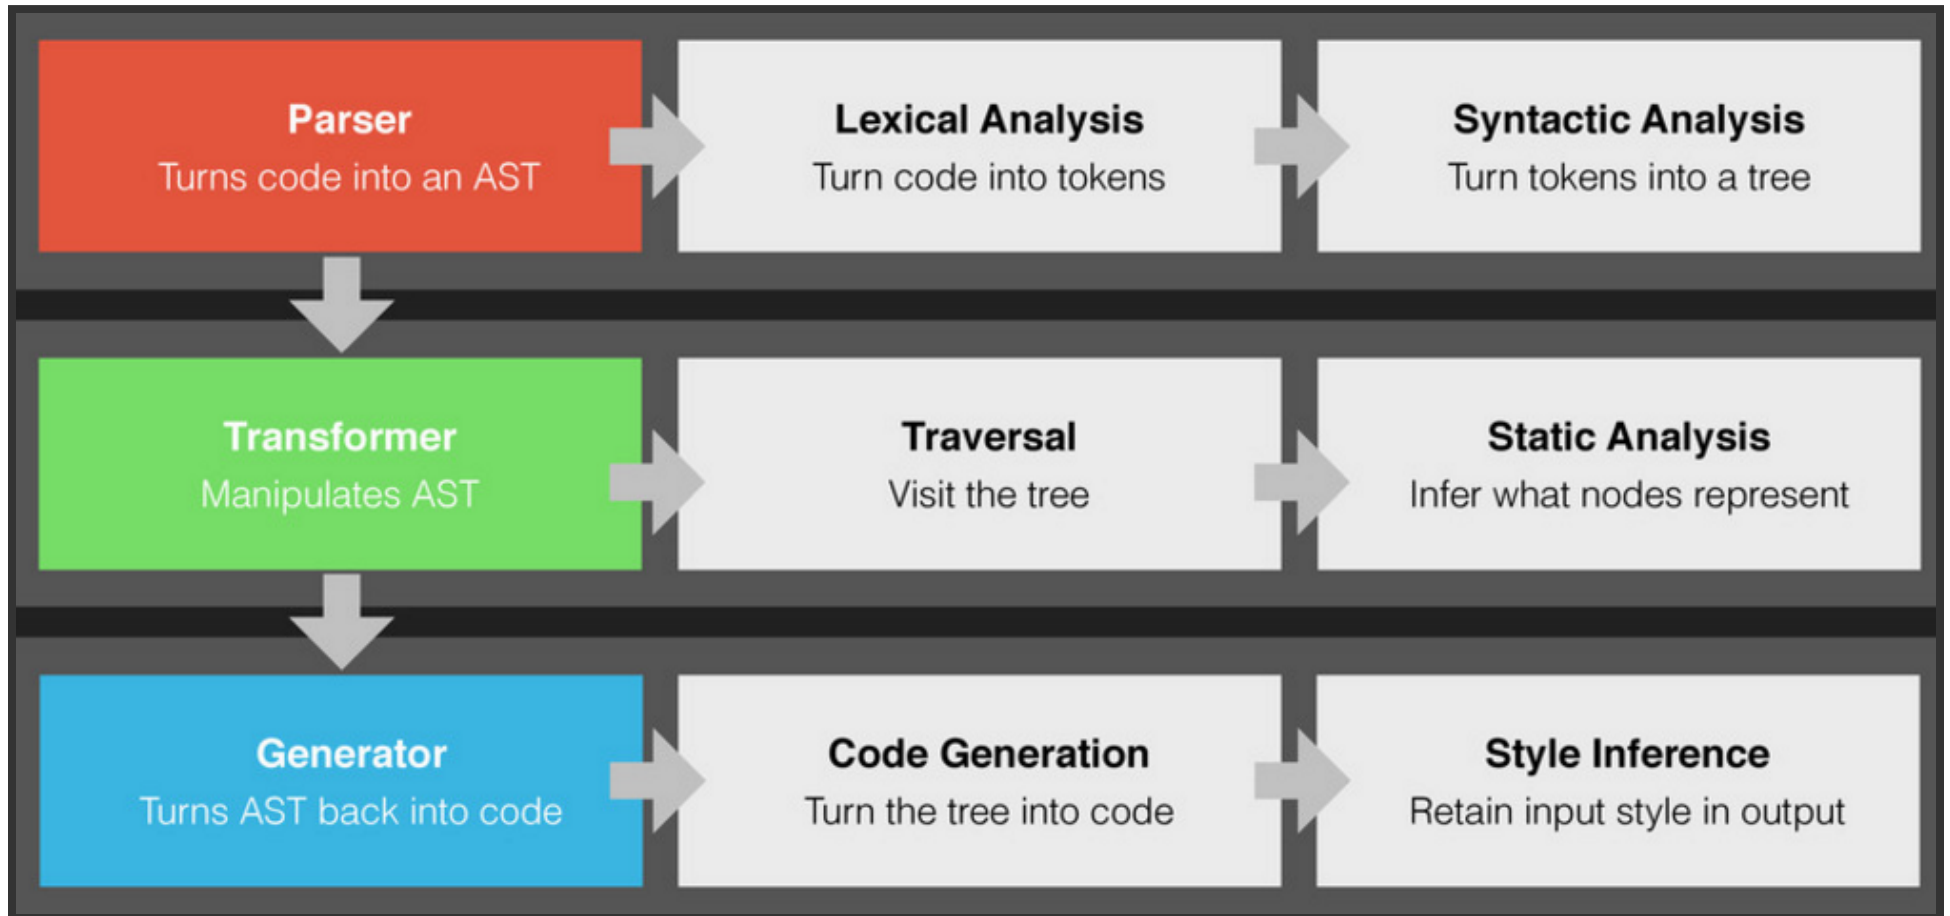 Parser
Turns code into an AST
Lexical Analysis
Turn code into tokens
Syntactic Analysis
Turn tokens into a tree
Transformer
Manipulates AST
Traversal
Visit the tree
Static Analysis
Infer what nodes represent
Generator
Turns AST back into code
Code Generation
Turn the tree into code
Style Inference
Retain input style in output